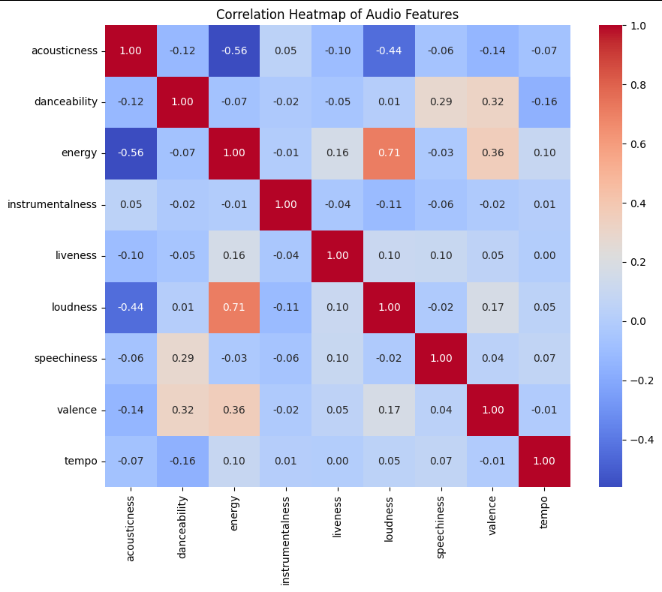 Correlation Heatmap of Audio Features
acousticness 1.00 -0.12 -0.56 0.05 -0.10 -0.44 -0.06 -0.14 -0.07
danceability -0.12 1.00 -0.07 -0.02 -0.05 0.01 0.29 0.32 -0.16
energy -0.56 -0.07 1.00 -0.01 0.16 0.71 -0.03 0.36 0.10
instrumentalness 0.05 -0.02 -0.01 1.00 -0.04 -0.11 -0.06 -0.02 0.01
liveness -0.10 -0.05 0.16 -0.04 1.00 0.10 0.10 0.05 0.00
loudness -0.44 0.01 0.71 -0.11 0.10 1.00 -0.02 0.17 0.05
speechiness -0.06 0.29 -0.03 -0.06 0.10 -0.02 1.00 0.04 0.07
valence -0.14 0.32 0.36 -0.02 0.05 0.17 0.04 1.00 -0.01
tempo -0.07 -0.16 0.10 0.01 0.00 0.05 0.07 -0.01 1.00
acousticness
danceability
energy
instrumentalness
liveness
loudness
speechiness
valence
tempo
1.0
0.8
0.6
0.4
0.2
0.0
−0.2
−0.4